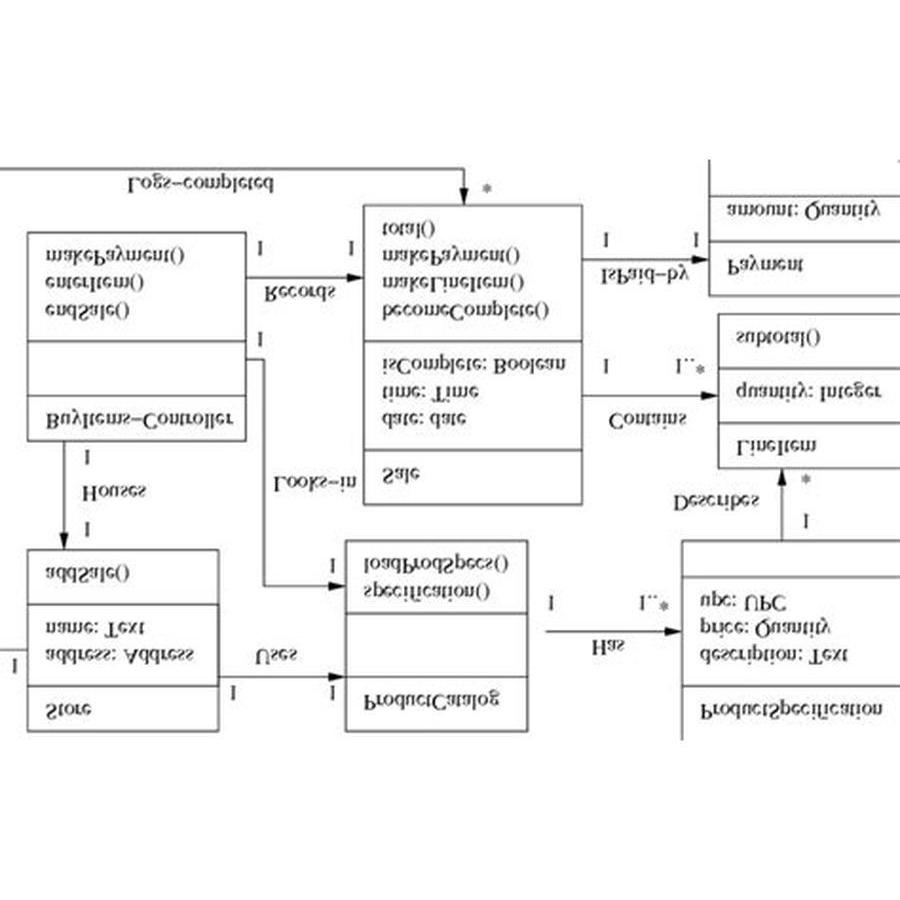 Store
address: Address
name: Text
addSale()
1
1
Uses
1
ProductCatalog
specification()
loadProdSpecs()
1
Has
1..*
ProductSpecification
description: Text
price: Quantity
upc: UPC
1
Houses
1
1
Looks-in
1
Describes
1
*
BuyItems-Controller
endSale()
enterItem()
makePayment()
1
Records
1
Sale
date: date
time: Time
isComplete: Boolean
becomeComplete()
makeLineItem()
makePayment()
total()
Contains
1
1..*
LineItem
quantity: Integer
subtotal()
IsPaid-by
1
1
Payment
amount: Quantity
Logs-completed
*